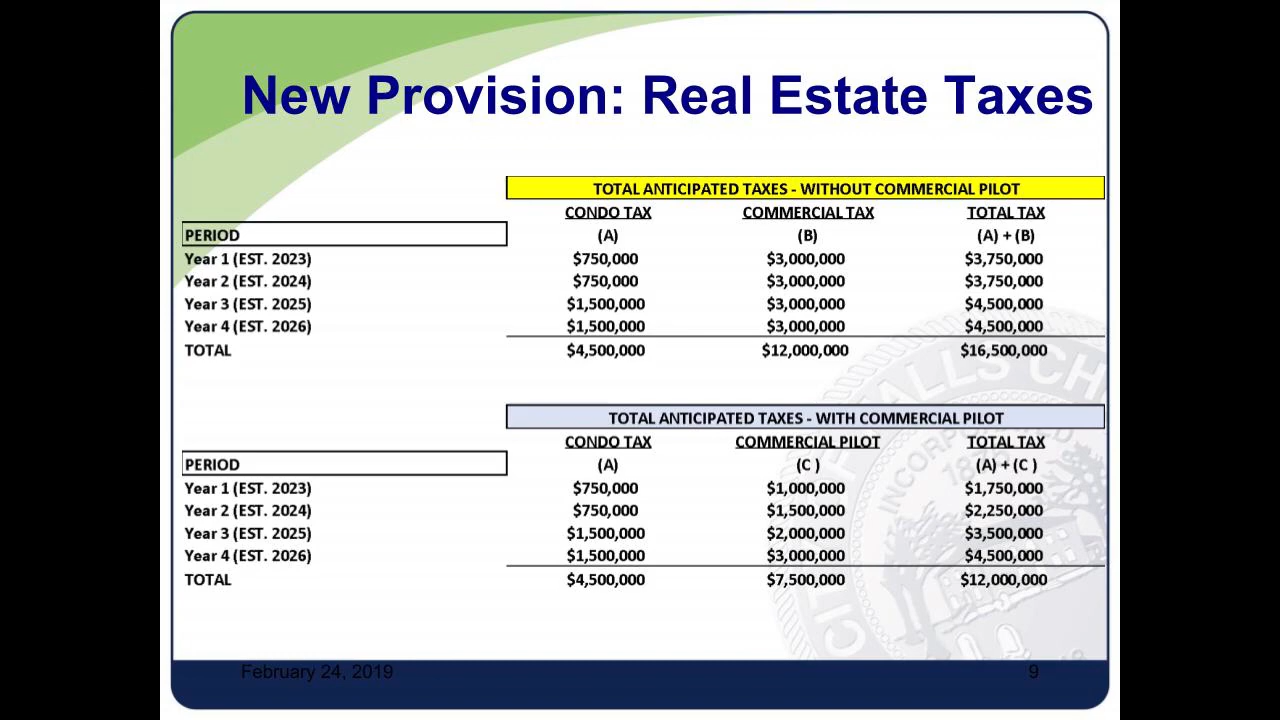 New Provision: Real Estate Taxes
TOTAL ANTICIPATED TAXES - WITHOUT COMMERCIAL PILOT
CONDO TAX COMMERCIAL TAX TOTAL TAX
PERIOD (A) (B) (A) + (B)
Year 1 (EST. 2023) $750,000 $3,000,000 $3,750,000
Year 2 (EST. 2024) $750,000 $3,000,000 $3,750,000
Year 3 (EST. 2025) $1,500,000 $3,000,000 $4,500,000
Year 4 (EST. 2026) $1,500,000 $3,000,000 $4,500,000
TOTAL $4,500,000 $12,000,000 $16,500,000
TOTAL ANTICIPATED TAXES - WITH COMMERCIAL PILOT
CONDO TAX COMMERCIAL PILOT TOTAL TAX
PERIOD (A) (C ) (A) + (C )
Year 1 (EST. 2023) $750,000 $1,000,000 $1,750,000
Year 2 (EST. 2024) $750,000 $1,500,000 $2,250,000
Year 3 (EST. 2025) $1,500,000 $2,000,000 $3,500,000
Year 4 (EST. 2026) $1,500,000 $3,000,000 $4,500,000
TOTAL $4,500,000 $7,500,000 $12,000,000
February 24, 2019 9